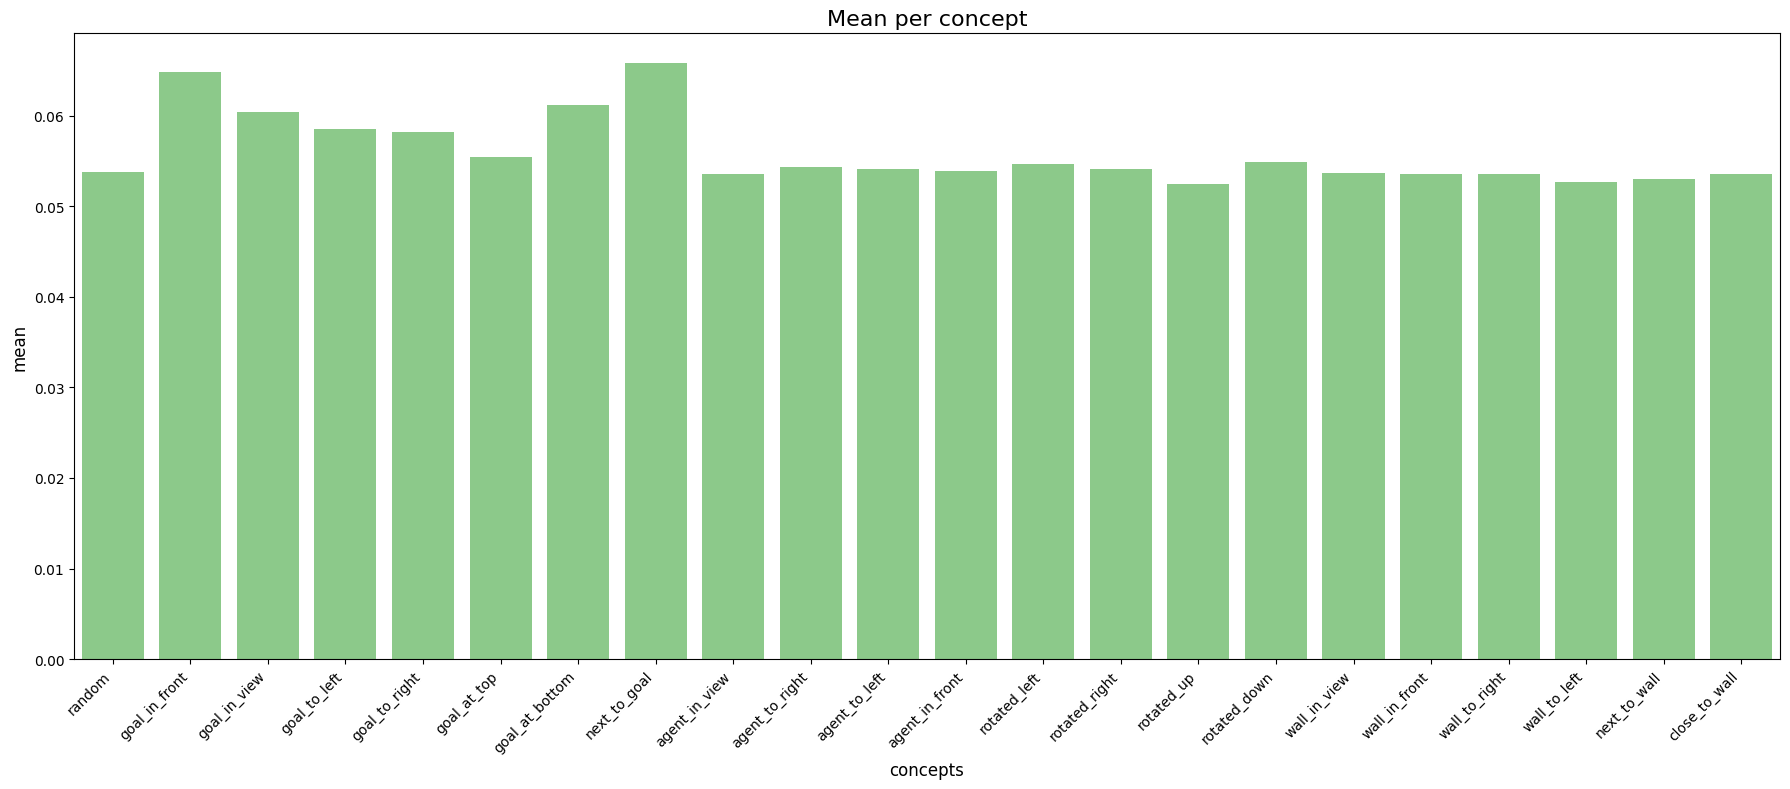 Mean per concept
mean
0.06
0.05
0.04
0.03
0.02
0.01
0.00
random
goal_in_front
goal_in_view
goal_to_left
goal_to_right
goal_at_top
goal_at_bottom
next_to_goal
agent_in_view
agent_to_right
agent_to_left
agent_in_front
rotated_left
rotated_right
rotated_up
rotated_down
wall_in_view
wall_in_front
wall_to_right
wall_to_left
next_to_wall
close_to_wall
concepts